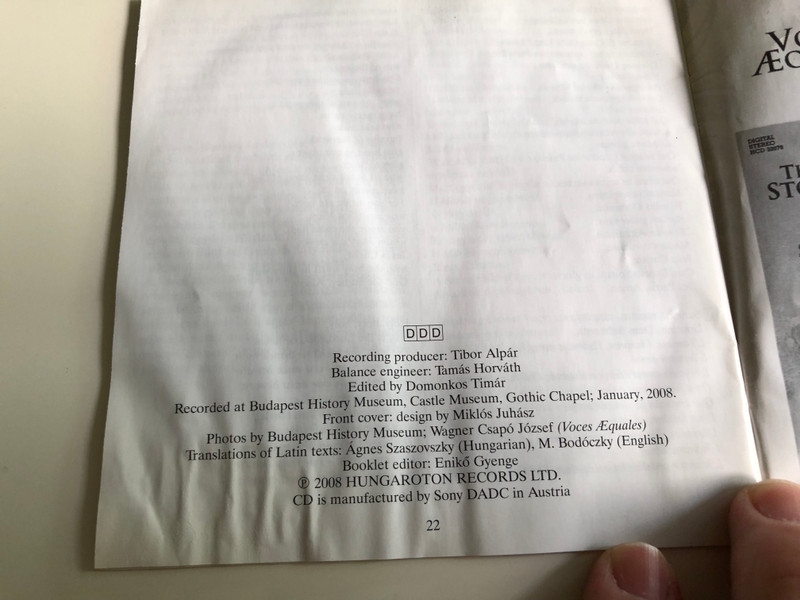 DDD
Recording producer: Tibor Alpár
Balance engineer: Tamás Horváth
Edited by Domonkos Timár
Recorded at Budapest History Museum, Castle Museum, Gothic Chapel; January, 2008.
Front cover: design by Miklós Juhász
Photos by Budapest History Museum; Wagner Csapó József (Voces Æquales)
Translations of Latin texts: Ágnes Szaszovszky (Hungarian), M. Bodóczky (English)
Booklet editor: Enikő Gyenge
℗ 2008 HUNGAROTON RECORDS LTD.
CD is manufactured by Sony DADC in Austria
22
DIGITAL
STEREO